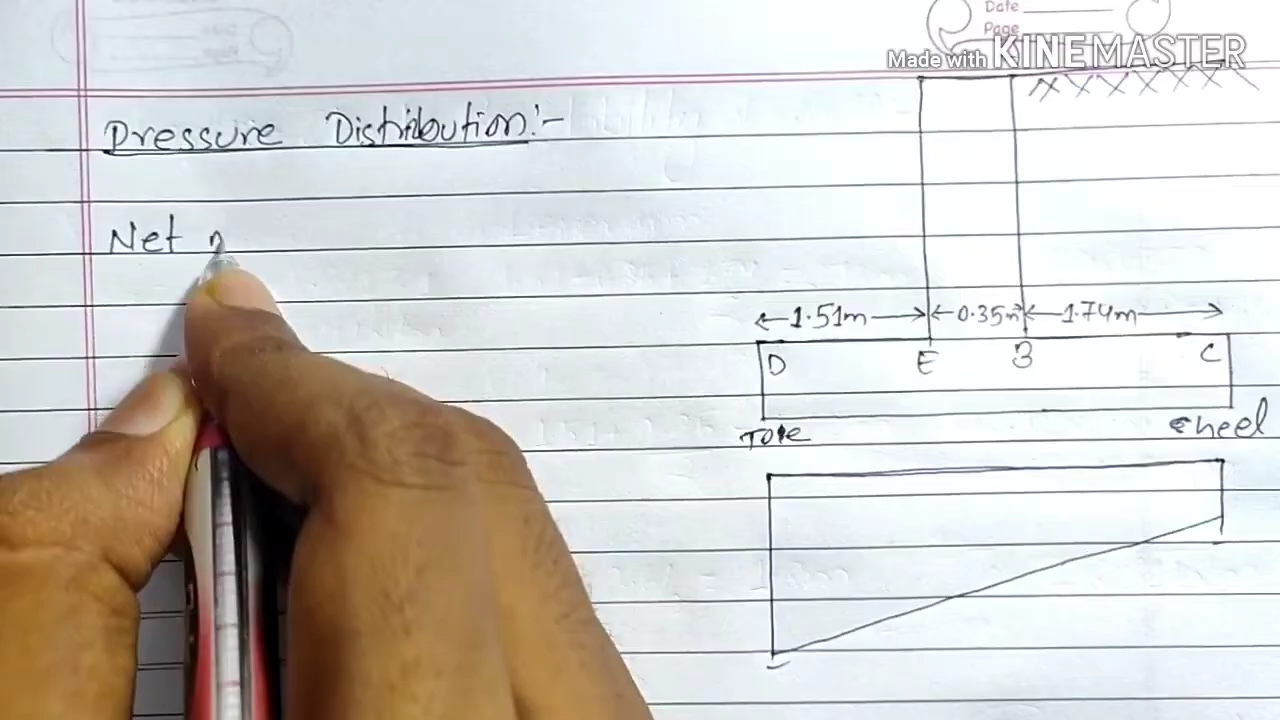 Date
Page
Made with KINEMASTER
Pressure Distribution:-
Net
1.51m 0.35m 1.74m
D E B C
Toe heel